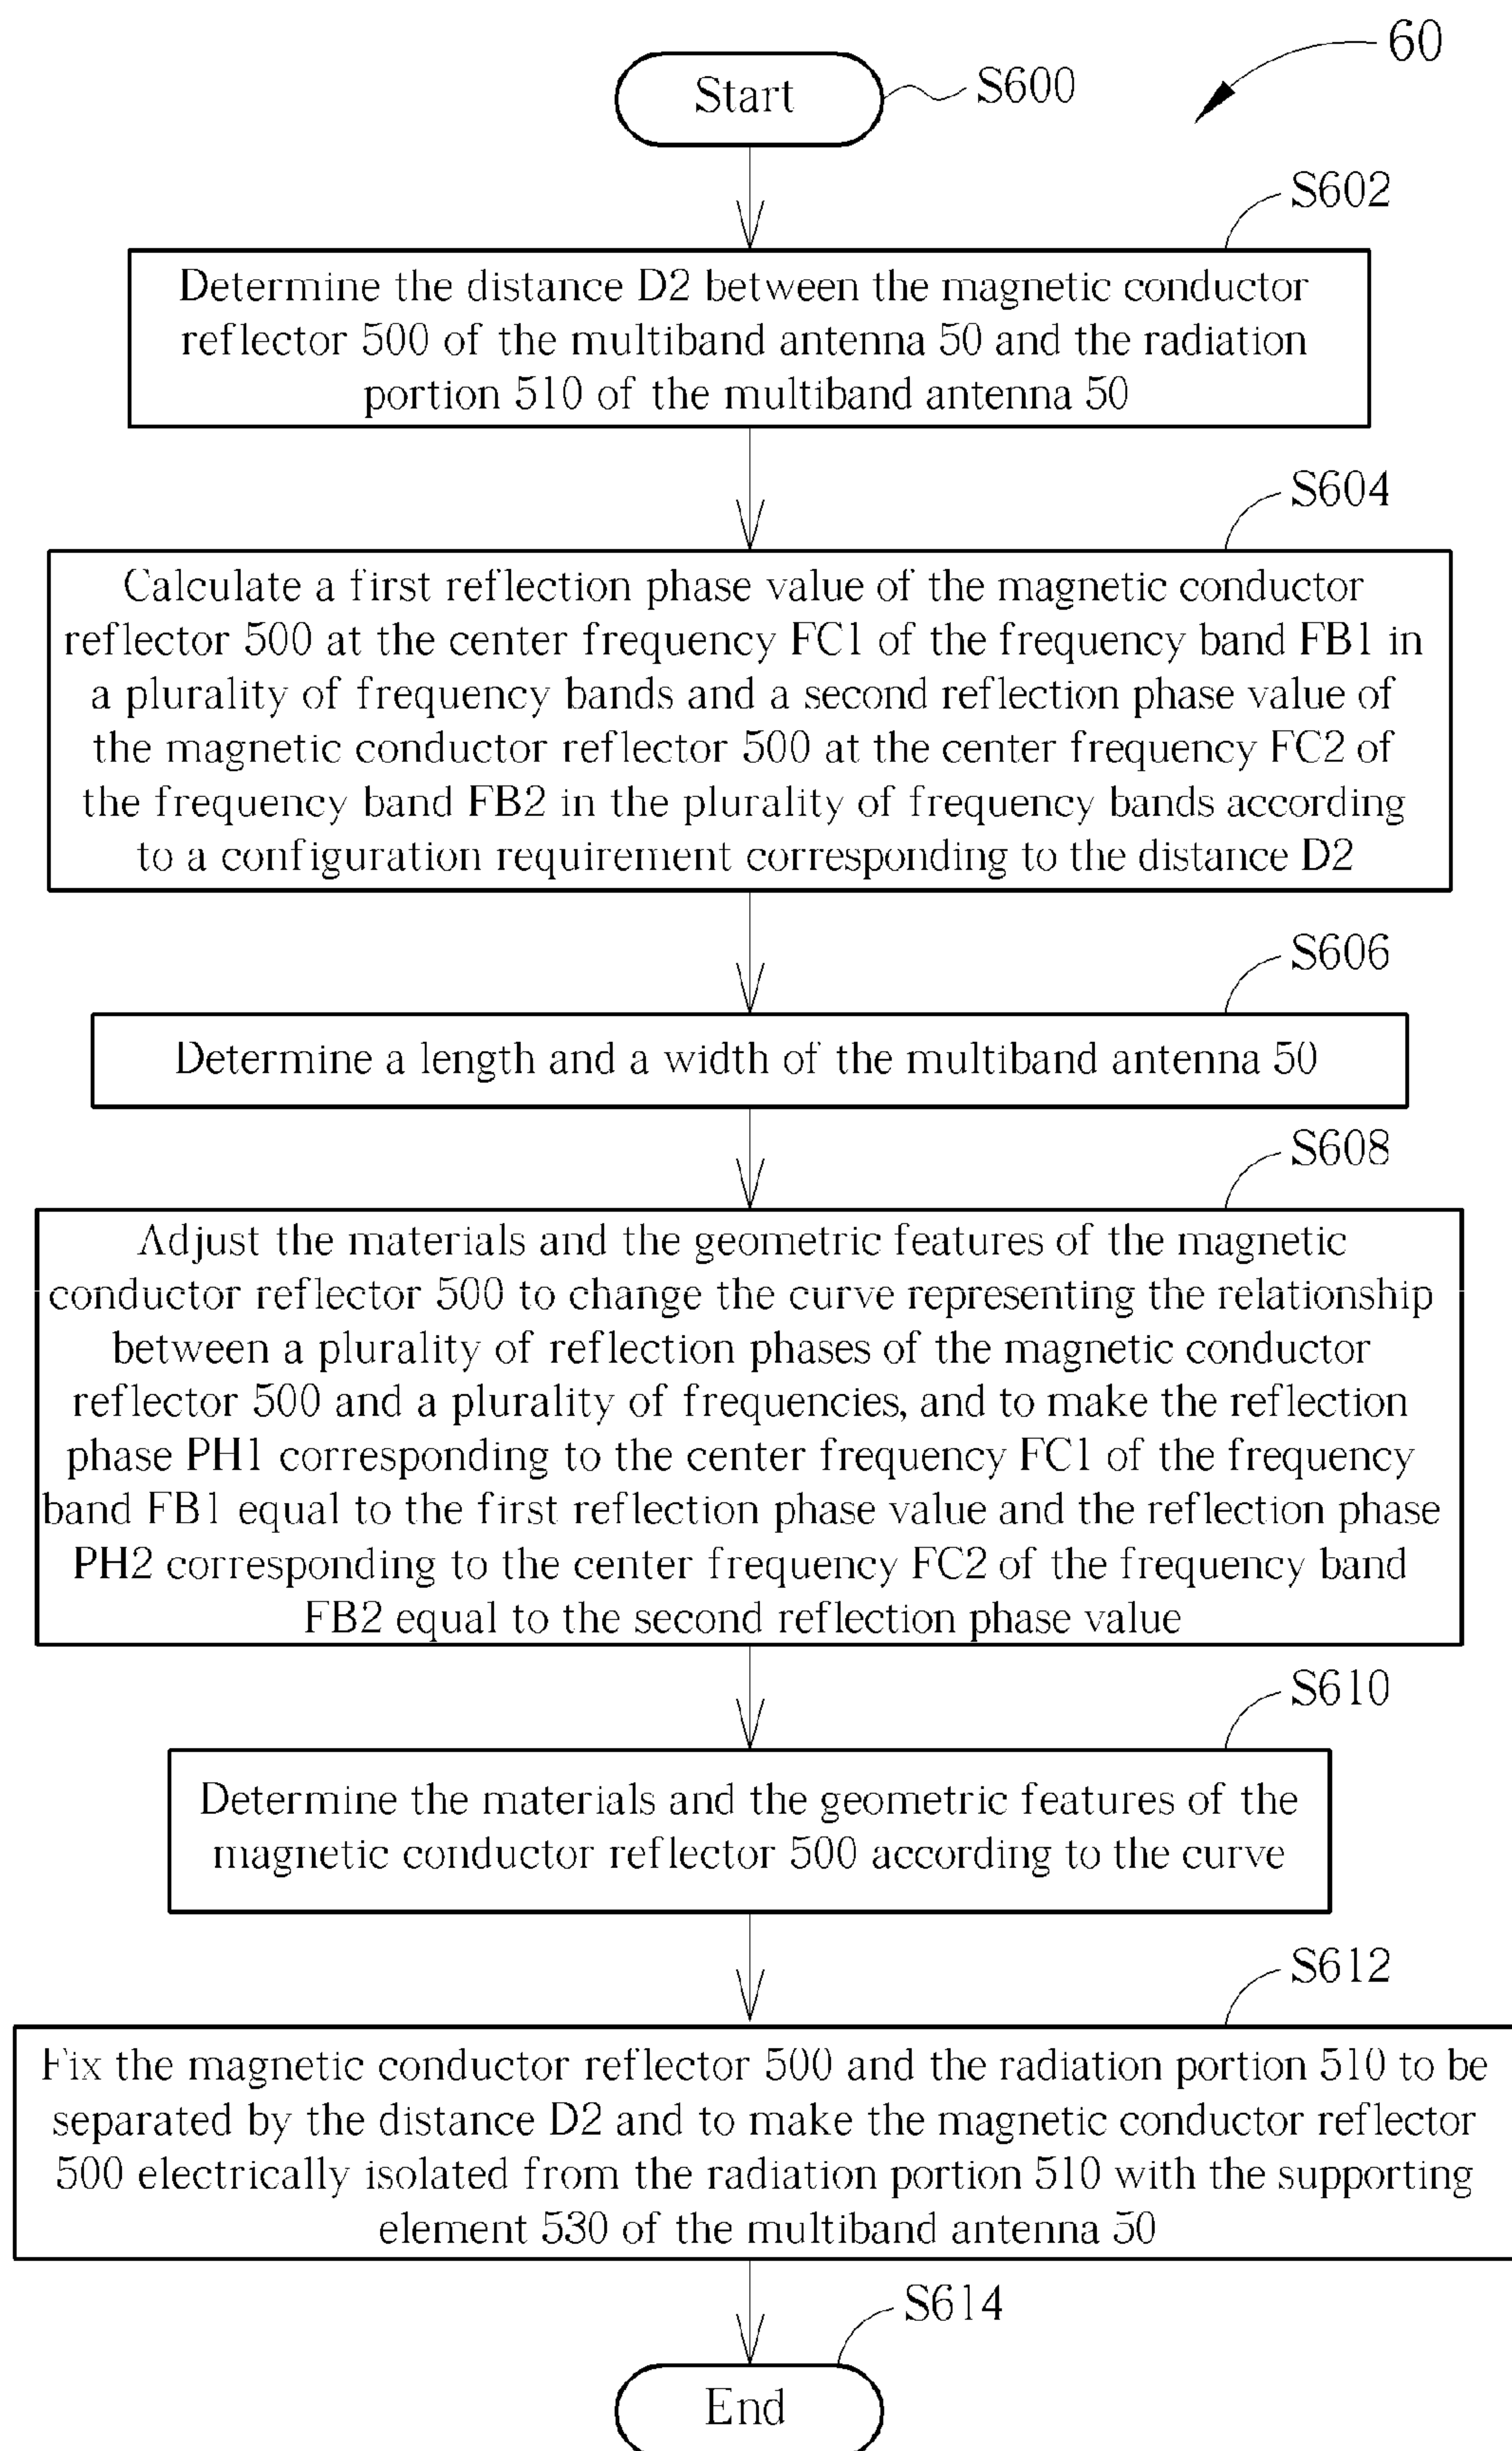 60
Start
S600
S602
Determine the distance D2 between the magnetic conductor
reflector 500 of the multiband antenna 50 and the radiation
portion 510 of the multiband antenna 50
S604
Calculate a first reflection phase value of the magnetic conductor
reflector 500 at the center frequency FC1 of the frequency band FB1 in
a plurality of frequency bands and a second reflection phase value of
the magnetic conductor reflector 500 at the center frequency FC2 of
the frequency band FB2 in the plurality of frequency bands according
to a configuration requirement corresponding to the distance D2
S606
Determine a length and a width of the multiband antenna 50
S608
Adjust the materials and the geometric features of the magnetic
conductor reflector 500 to change the curve representing the relationship
between a plurality of reflection phases of the magnetic conductor
reflector 500 and a plurality of frequencies, and to make the reflection
phase PH1 corresponding to the center frequency FC1 of the frequency
band FB1 equal to the first reflection phase value and the reflection phase
PH2 corresponding to the center frequency FC2 of the frequency band
FB2 equal to the second reflection phase value
S610
Determine the materials and the geometric features of the
magnetic conductor reflector 500 according to the curve
S612
Fix the magnetic conductor reflector 500 and the radiation portion 510 to be
separated by the distance D2 and to make the magnetic conductor reflector
500 electrically isolated from the radiation portion 510 with the supporting
element 530 of the multiband antenna 50
S614
End